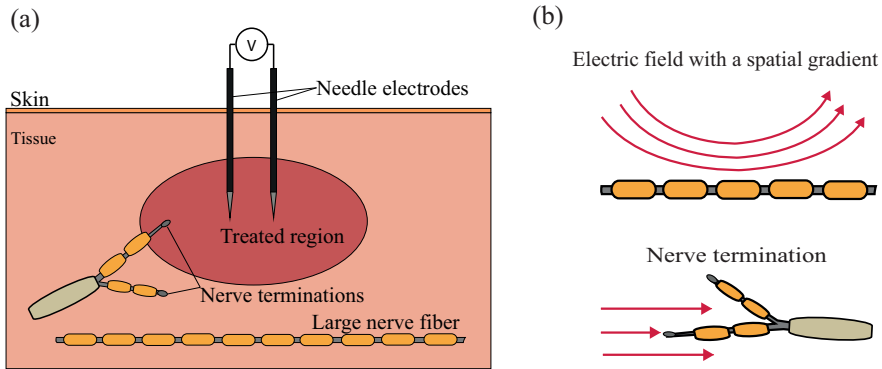 (a)
V
Needle electrodes
Skin
Tissue
Treated region
Nerve terminations
Large nerve fiber
(b)
Electric field with a spatial gradient
Nerve termination